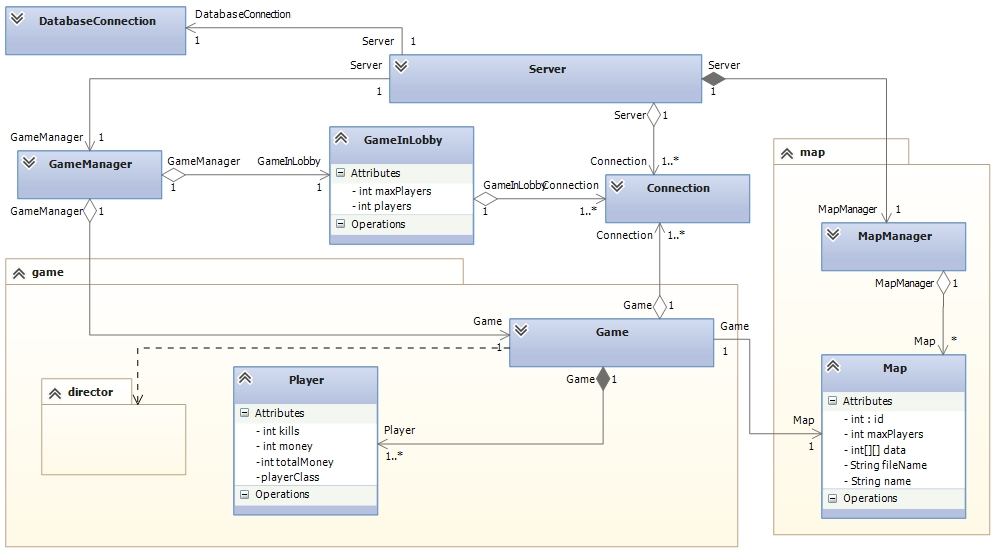 DatabaseConnection
DatabaseConnection
1
Server
1
Server
Server
1
Server
1
Server
1
GameManager
1
GameManager
GameManager
1
GameInLobby
1
GameInLobby
Attributes
- int maxPlayers
- int players
Operations
GameInLobby
1
Connection
1..*
Connection
1..*
Connection
map
MapManager
1
MapManager
MapManager
1
Map
*
Map
Attributes
- int : id
- int maxPlayers
- int[][] data
- String fileName
- String name
Operations
GameManager
1
Connection
1..*
game
Game
1
Game
1
Game
Game
1
Map
1
director
Game
1
Player
1..*
Player
Attributes
- int kills
- int money
- int totalMoney
- playerClass
Operations